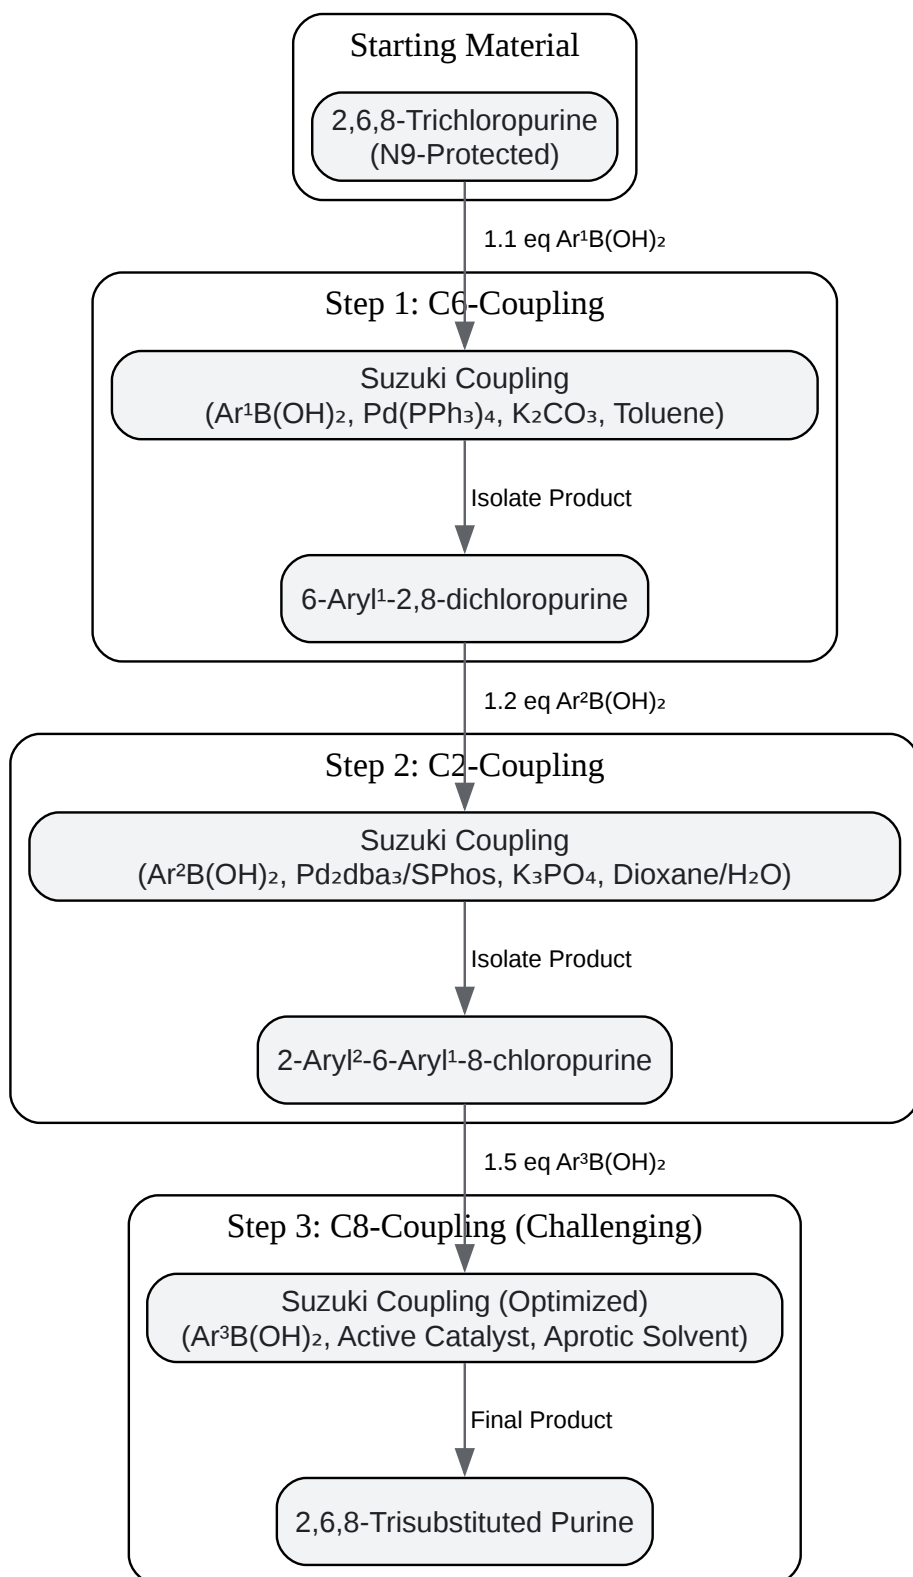 Starting Material
2,6,8-Trichloropurine
(N9-Protected)
1.1 eq Ar¹B(OH)₂
Step 1: C6-Coupling
Suzuki Coupling
(Ar¹B(OH)₂, Pd(PPh₃)₄, K₂CO₃, Toluene)
Isolate Product
6-Aryl¹-2,8-dichloropurine
1.2 eq Ar²B(OH)₂
Step 2: C2-Coupling
Suzuki Coupling
(Ar²B(OH)₂, Pd₂dba₃/SPhos, K₃PO₄, Dioxane/H₂O)
Isolate Product
2-Aryl²-6-Aryl¹-8-chloropurine
1.5 eq Ar³B(OH)₂
Step 3: C8-Coupling (Challenging)
Suzuki Coupling (Optimized)
(Ar³B(OH)₂, Active Catalyst, Aprotic Solvent)
Final Product
2,6,8-Trisubstituted Purine